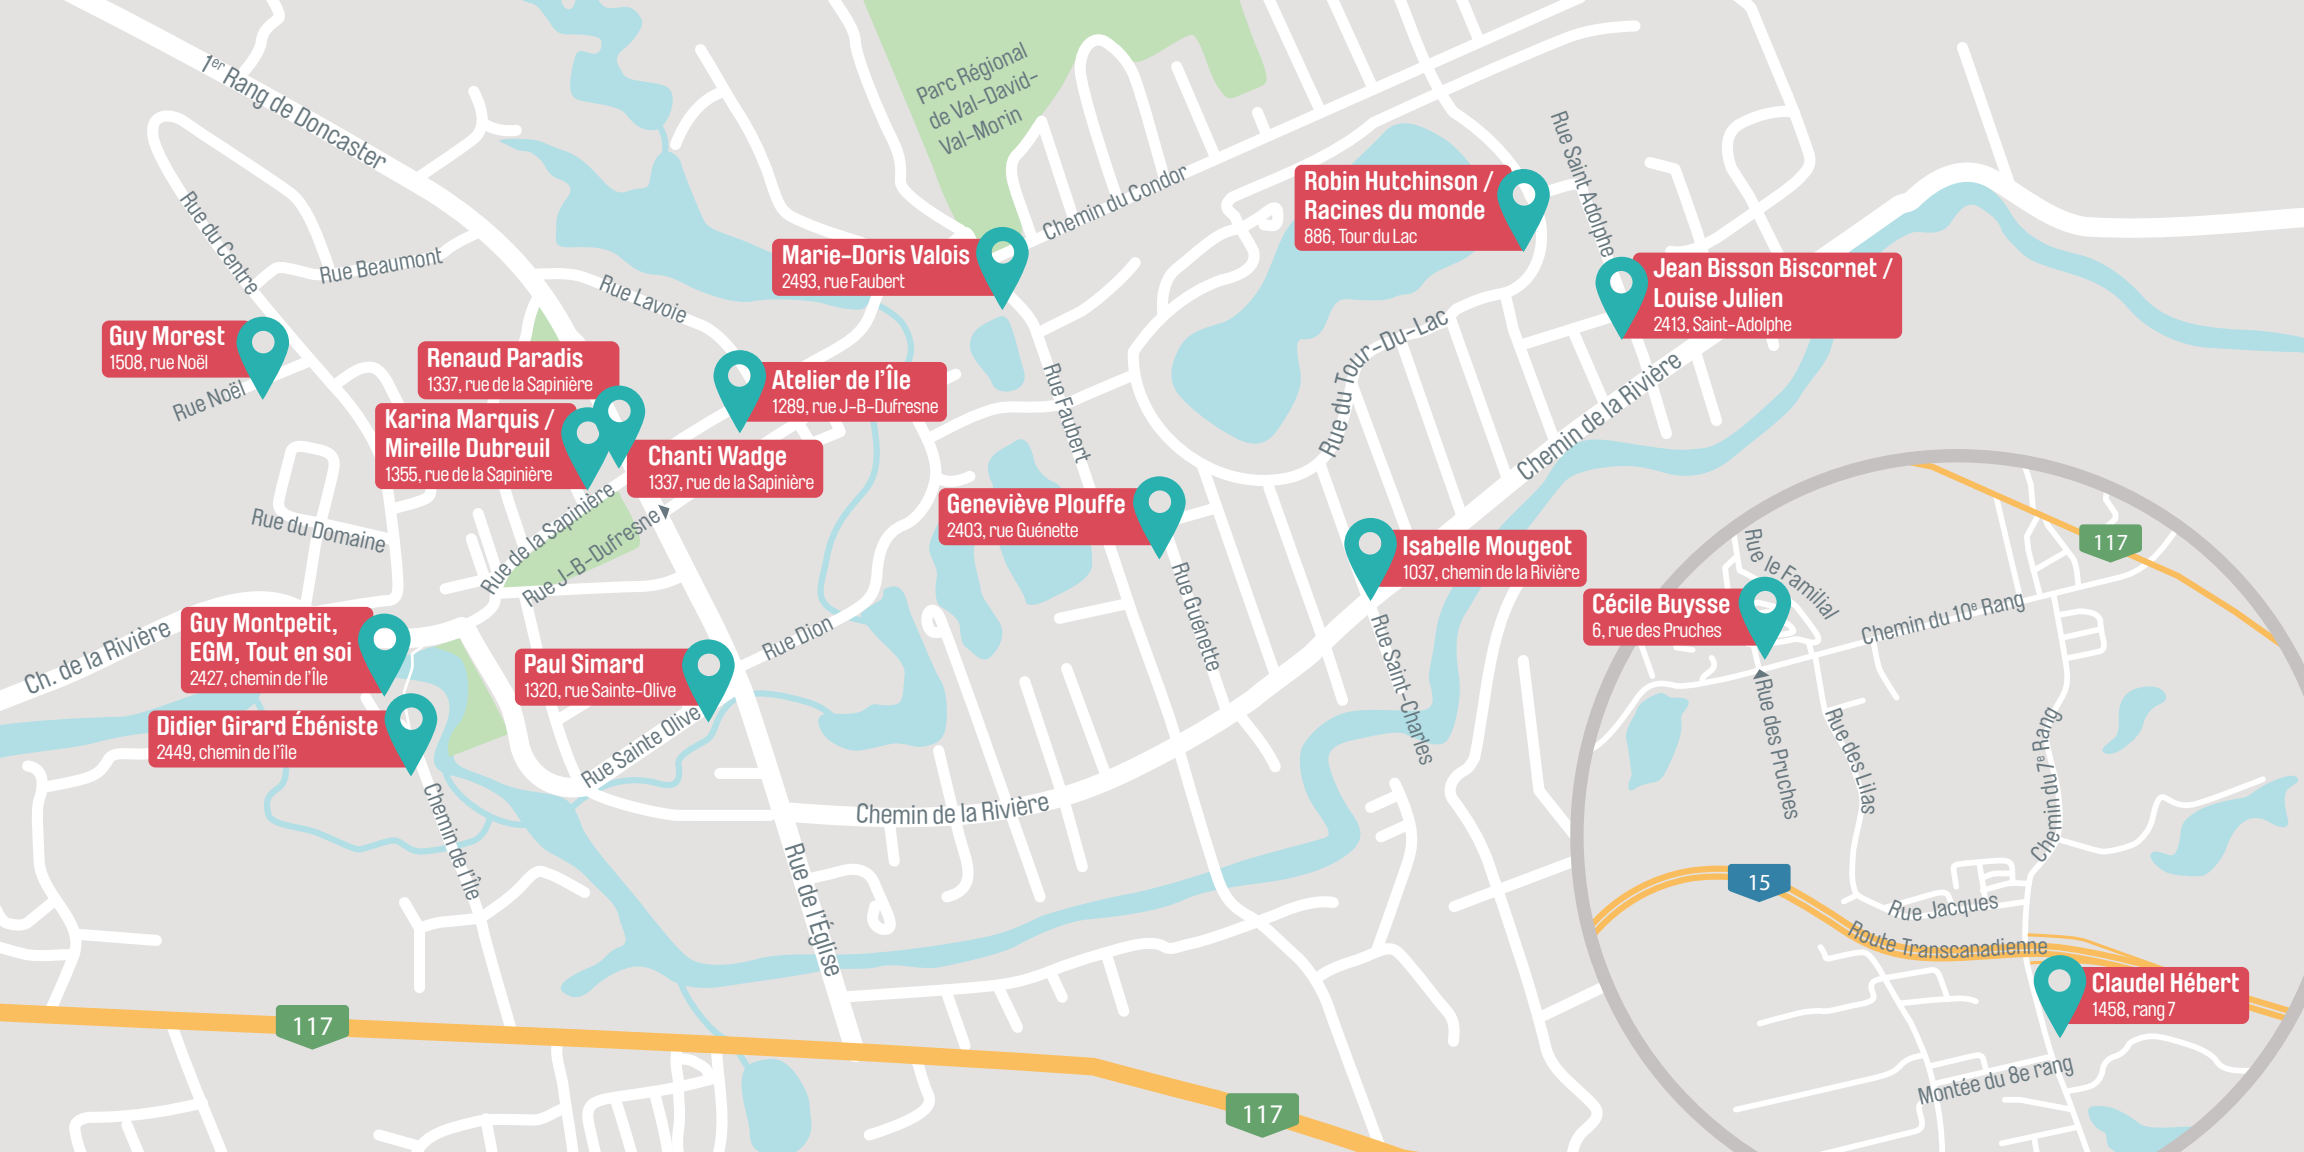 1er Rang de Doncaster
Parc Régional
de Val-David-
Val-Morin
Chemin du Condor
Rue Saint Adolphe
Rue du Centre
Rue Beaumont
Rue Lavoie
Robin Hutchinson /
Racines du monde
886, Tour du Lac
Marie-Doris Valois
2493, rue Faubert
Jean Bisson Biscornet /
Louise Julien
2413, Saint-Adolphe
Guy Morest
1508, rue Noël
Rue Noël
Renaud Paradis
1337, rue de la Sapinière
Karina Marquis /
Mireille Dubreuil
1355, rue de la Sapinière
Atelier de l'Île
1289, rue J-B-Dufresne
Chanti Wadge
1337, rue de la Sapinière
Rue Faubert
Rue du Tour-Du-Lac
Chemin de la Rivière
Rue du Domaine
Rue de la Sapinière
Rue J-B-Dufresne
Geneviève Plouffe
2403, rue Guénette
Rue Guénette
Isabelle Mougeot
1037, chemin de la Rivière
Rue Saint-Charles
Ch. de la Rivière
Guy Montpetit,
EGM, Tout en soi
2427, chemin de l'Île
Didier Girard Ébéniste
2449, chemin de l'île
Chemin de l'Île
Paul Simard
1320, rue Sainte-Olive
Rue Sainte Olive
Rue Dion
Chemin de la Rivière
Rue de l'Église
117
117
117
Rue le Familial
Cécile Buysse
6, rue des Pruches
Chemin du 10e Rang
Rue des Pruches
Rue des Lilas
Chemin du 7e Rang
15
Rue Jacques
Route Transcanadienne
Claudel Hébert
1458, rang 7
Montée du 8e rang